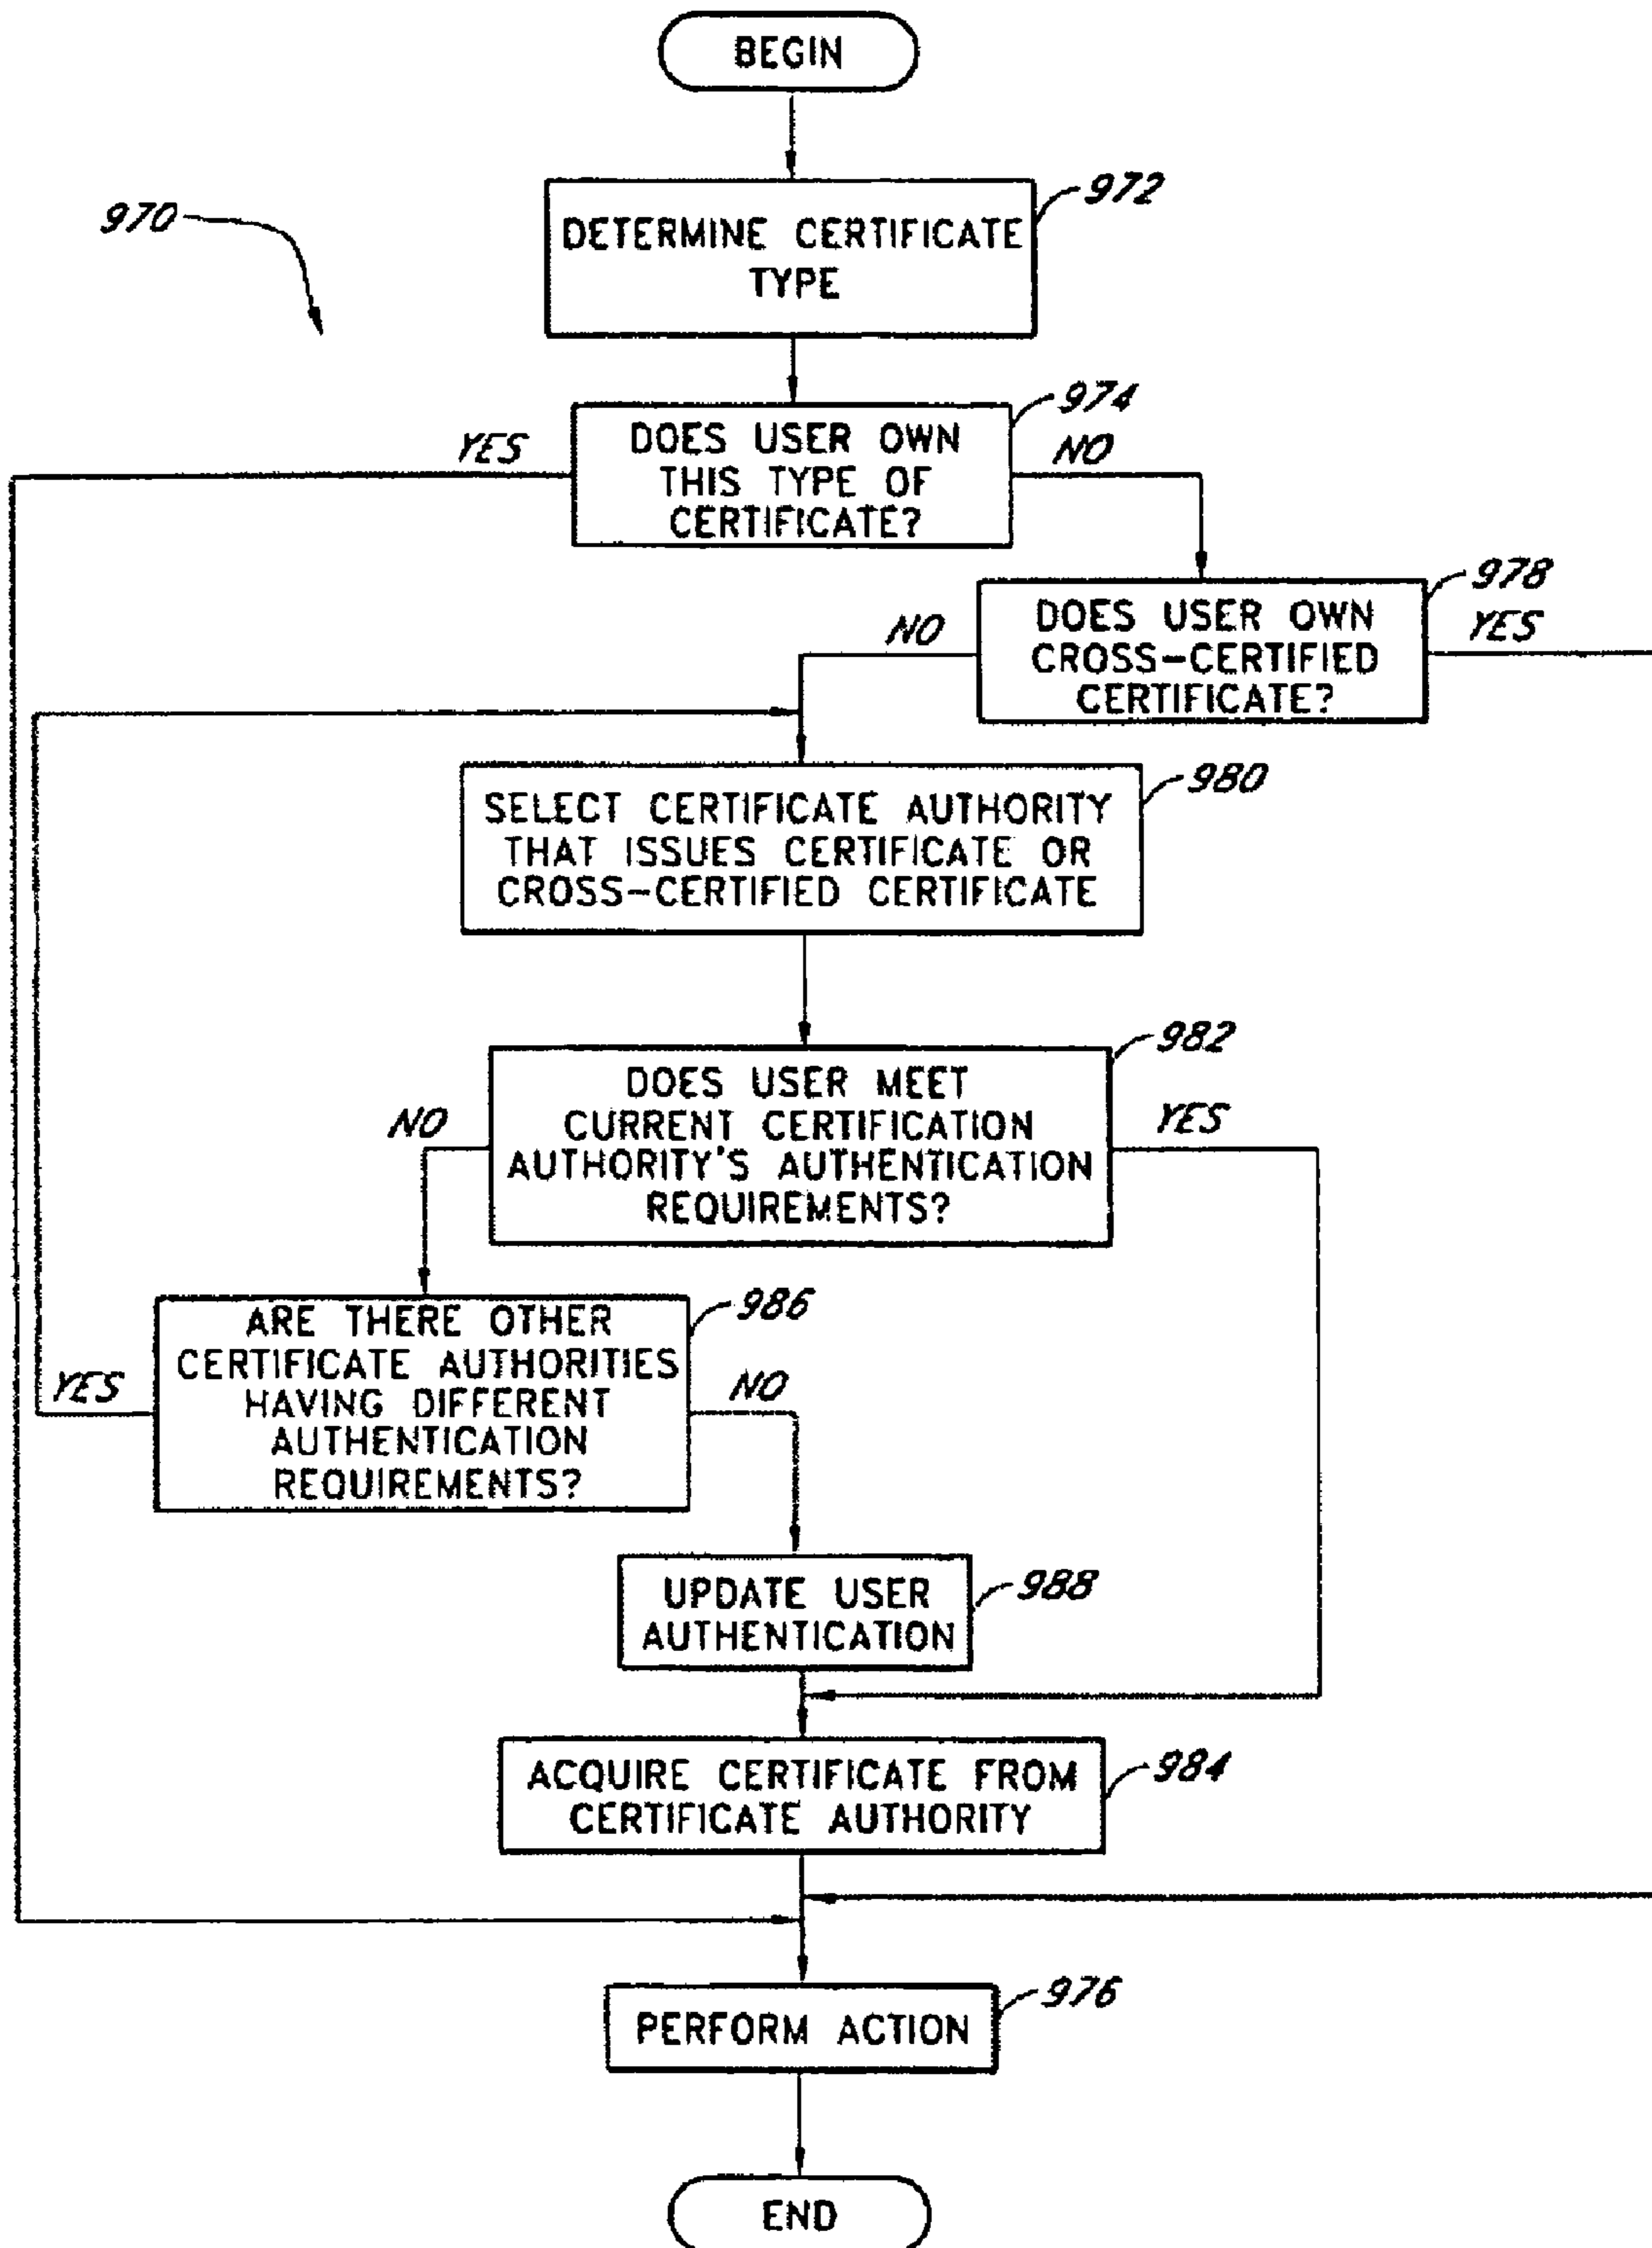 BEGIN
970
972
DETERMINE CERTIFICATE
TYPE
974
YES
DOES USER OWN
THIS TYPE OF
CERTIFICATE?
NO
978
NO
DOES USER OWN
CROSS-CERTIFIED
CERTIFICATE?
YES
980
SELECT CERTIFICATE AUTHORITY
THAT ISSUES CERTIFICATE OR
CROSS-CERTIFIED CERTIFICATE
982
NO
DOES USER MEET
CURRENT CERTIFICATION
AUTHORITY'S AUTHENTICATION
REQUIREMENTS?
YES
986
YES
ARE THERE OTHER
CERTIFICATE AUTHORITIES
HAVING DIFFERENT
AUTHENTICATION
REQUIREMENTS?
NO
988
UPDATE USER
AUTHENTICATION
984
ACQUIRE CERTIFICATE FROM
CERTIFICATE AUTHORITY
976
PERFORM ACTION
END